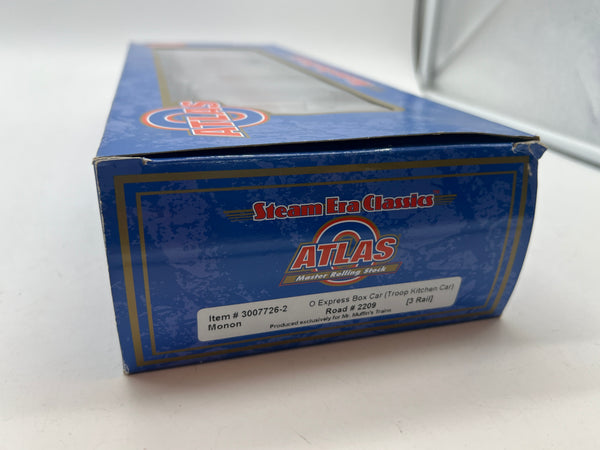 ATLAS
Steam Era Classics
ATLAS
Master Rolling Stock
Item # 3007726-2 O Express Box Car (Troop Kitchen Car)
Monon Road # 2209 [3 Rail]
Produced exclusively for Mr. Muffin's Trains